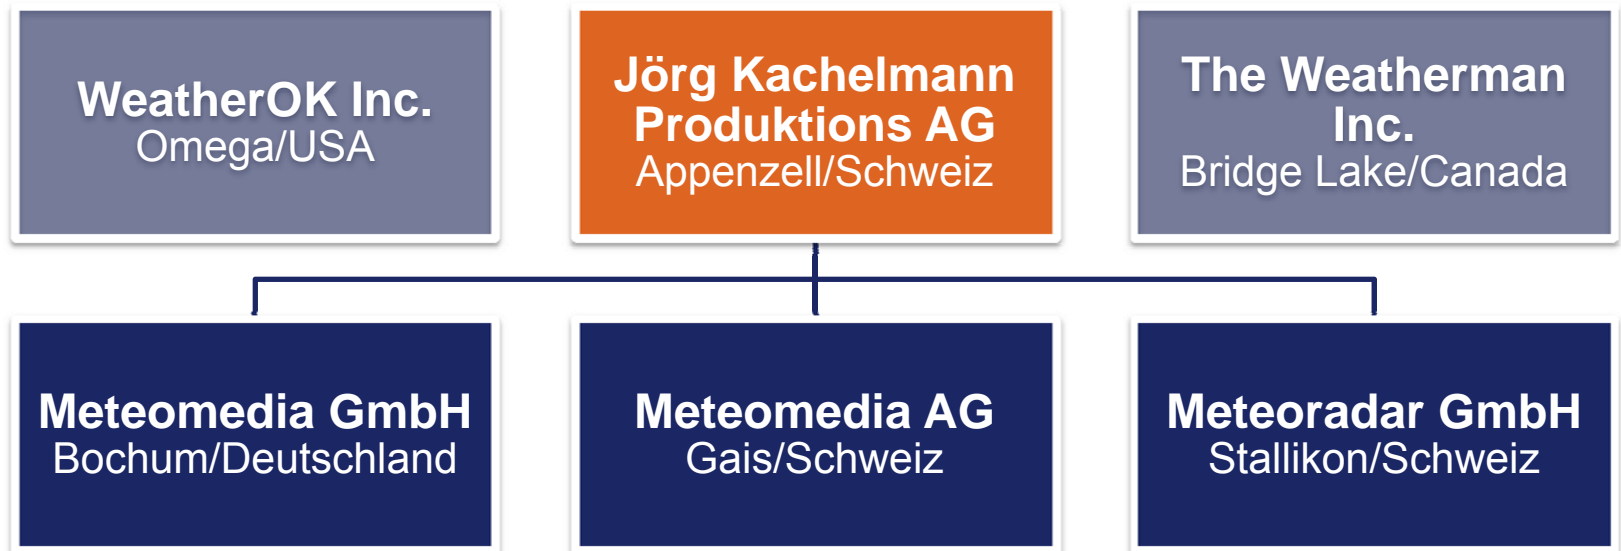 WeatherOK Inc.
Omega/USA
Jörg Kachelmann
Produktions AG
Appenzell/Schweiz
The Weatherman
Inc.
Bridge Lake/Canada
Meteomedia GmbH
Bochum/Deutschland
Meteomedia AG
Gais/Schweiz
Meteoradar GmbH
Stallikon/Schweiz